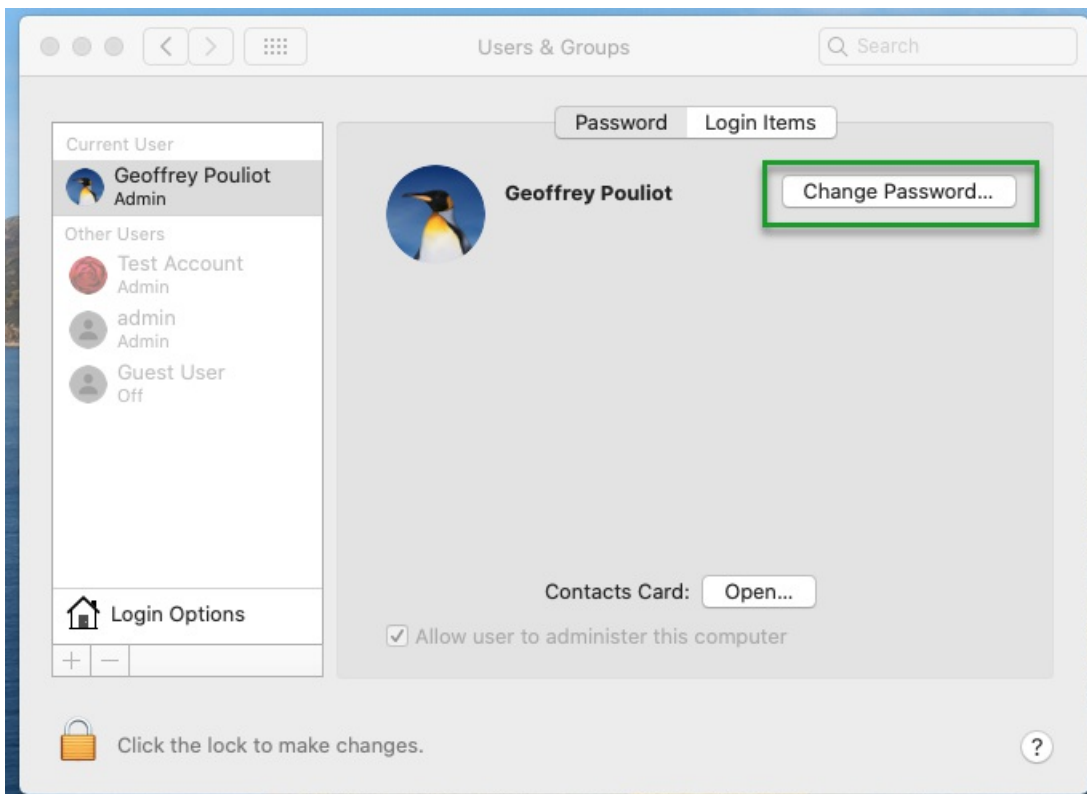 Users & Groups
Search
Password
Login Items
Current User
Geoffrey Pouliot
Admin
Other Users
Test Account
Admin
admin
Admin
Guest User
Off
Login Options
Geoffrey Pouliot
Change Password...
Contacts Card:
Open...
Allow user to administer this computer
Click the lock to make changes.
?